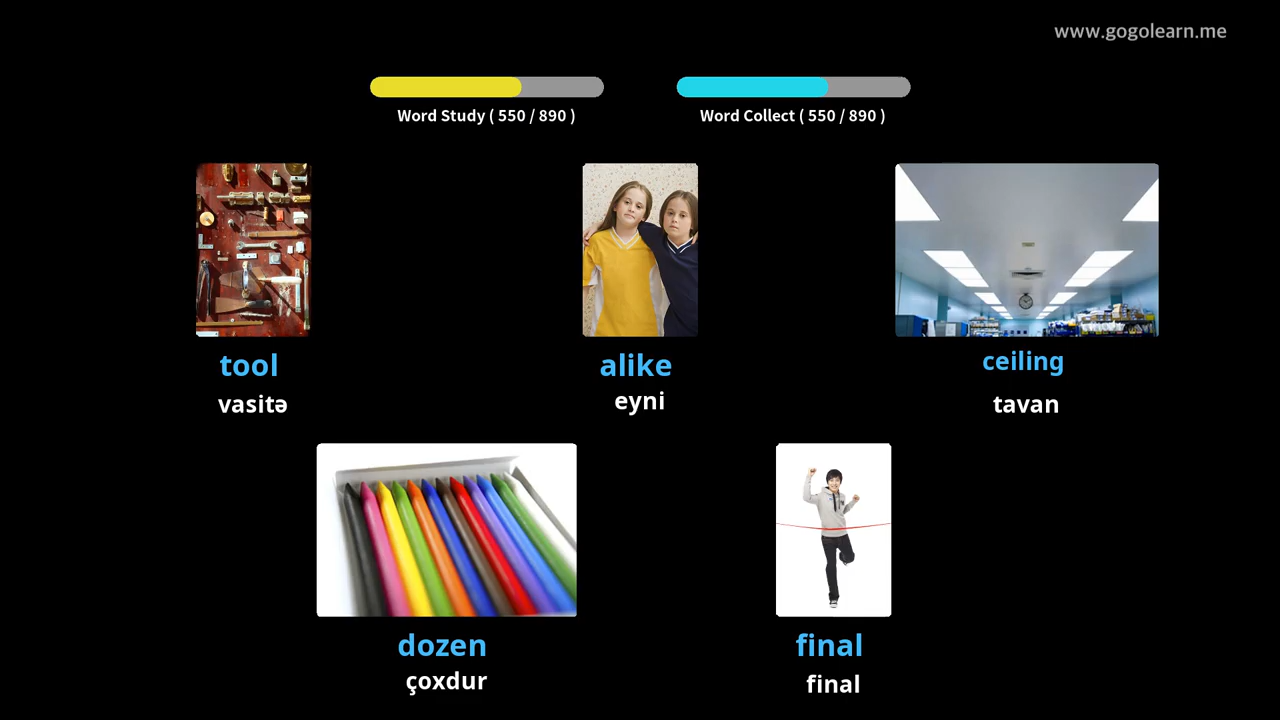 www.gogolearn.me
Word Study ( 550 / 890 )
Word Collect ( 550 / 890 )
tool
vasitə
alike
eyni
ceiling
tavan
dozen
çoxdur
final
final